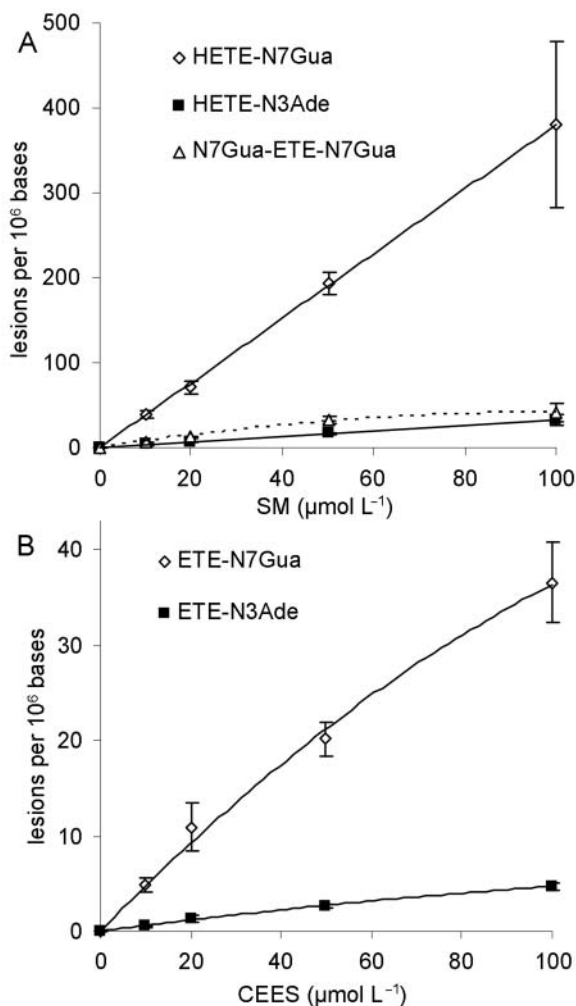 A
500
400
300
200
100
0
lesions per 10⁶ bases
HETE-N7Gua
HETE-N3Ade
N7Gua-ETE-N7Gua
0 20 40 60 80 100
SM (µmol L⁻¹)
B
40
30
20
10
0
lesions per 10⁶ bases
ETE-N7Gua
ETE-N3Ade
0 20 40 60 80 100
CEES (µmol L⁻¹)